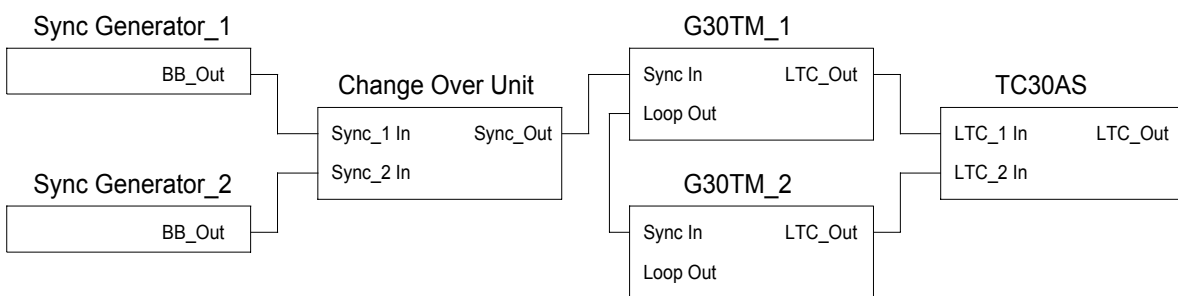 Sync Generator_1
BB_Out
Sync Generator_2
BB_Out
Change Over Unit
Sync_1 In Sync_Out
Sync_2 In
G30TM_1
Sync In LTC_Out
Loop Out
G30TM_2
Sync In LTC_Out
Loop Out
TC30AS
LTC_1 In LTC_Out
LTC_2 In